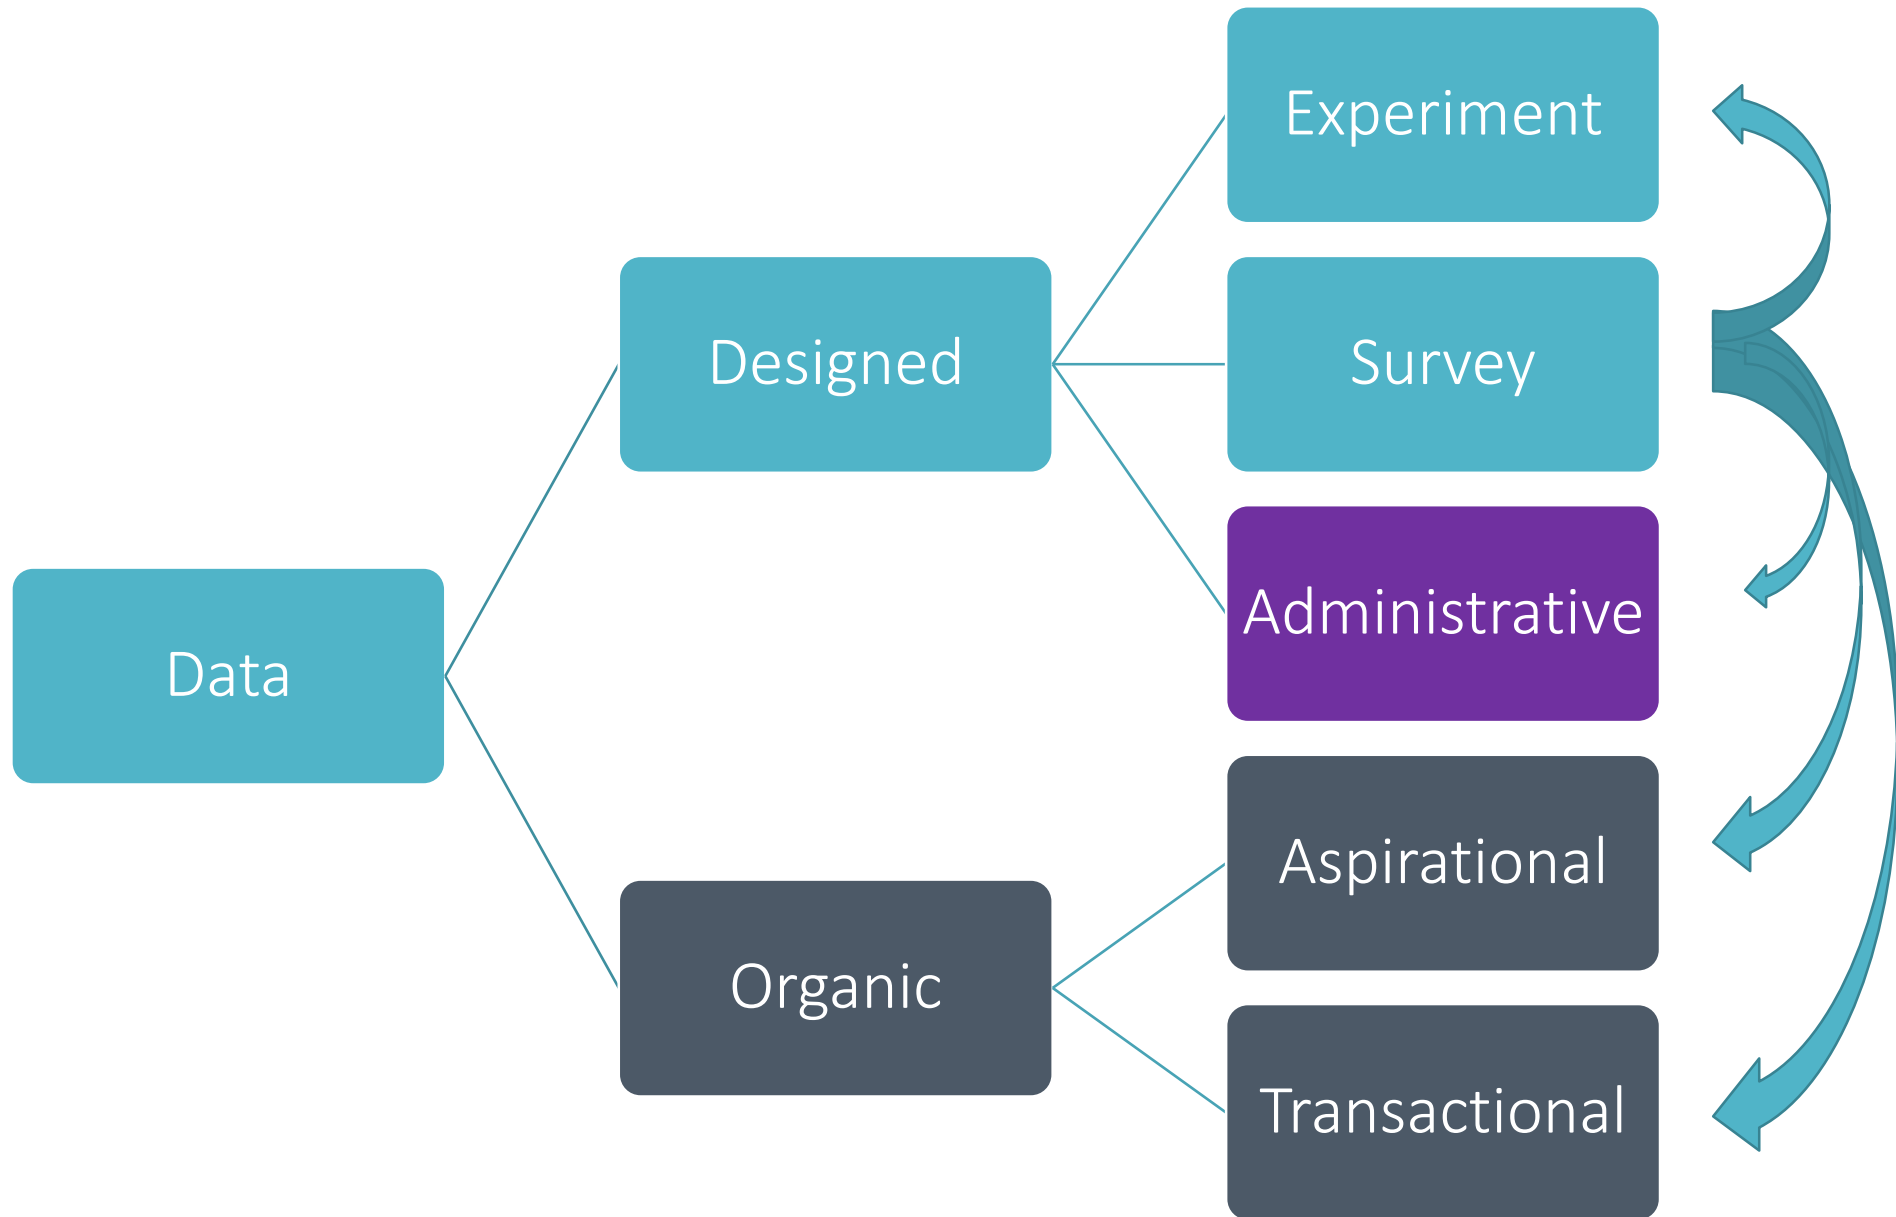 Data
Designed
Experiment
Survey
Administrative
Organic
Aspirational
Transactional